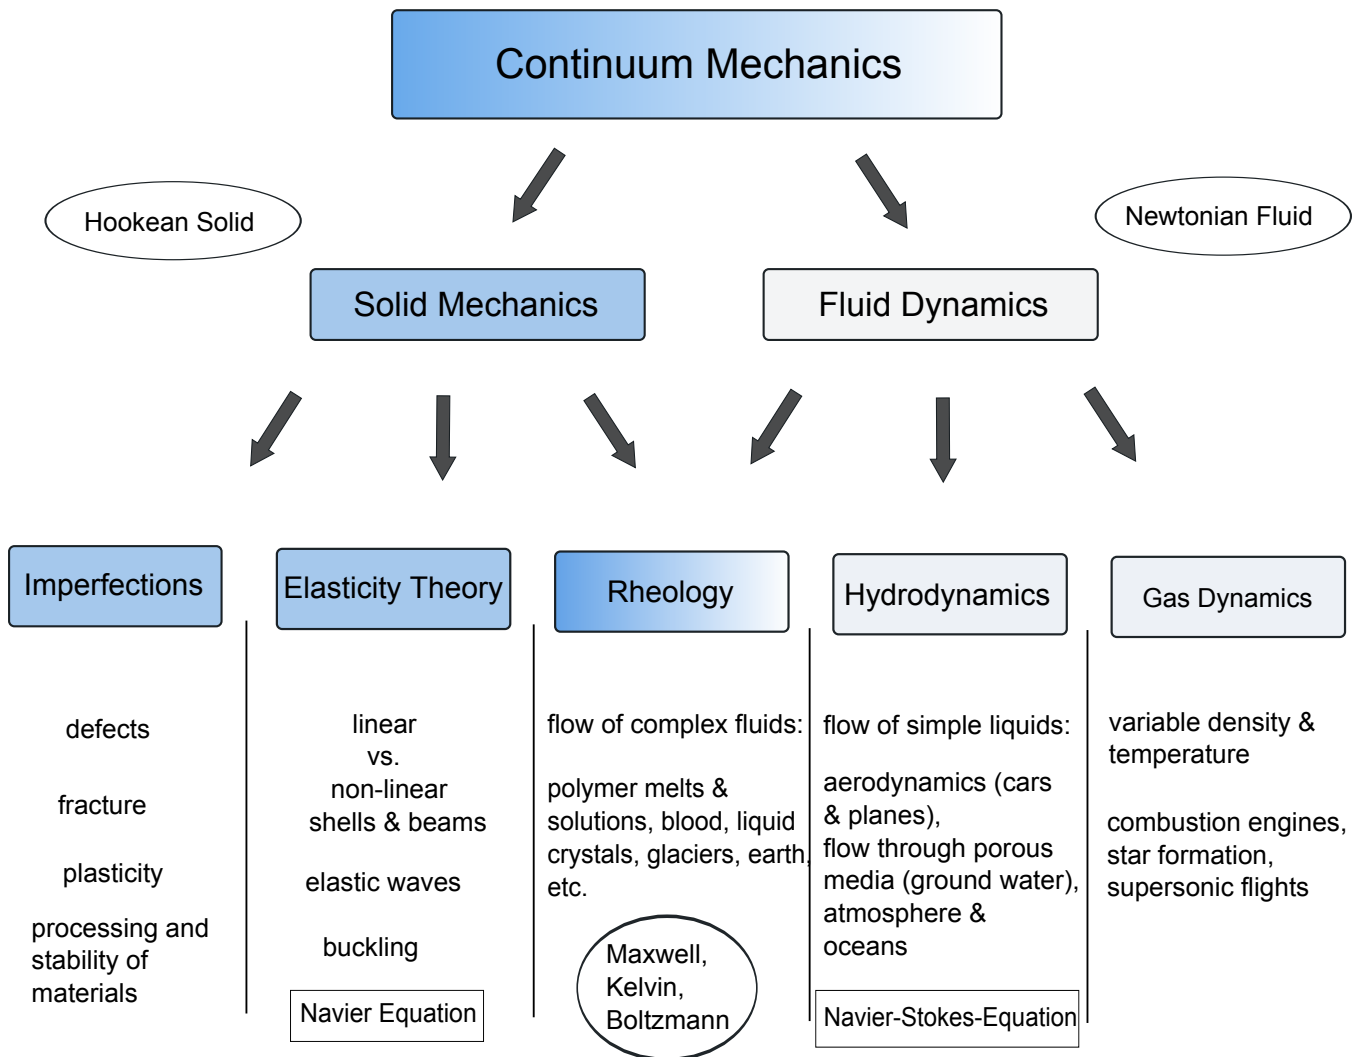 Continuum Mechanics
Hookean Solid
Newtonian Fluid
Solid Mechanics
Fluid Dynamics
Imperfections
Elasticity Theory
Rheology
Hydrodynamics
Gas Dynamics
defects
fracture
plasticity
processing and
stability of
materials
linear
vs.
non-linear
shells & beams
elastic waves
buckling
Navier Equation
flow of complex fluids:
polymer melts &
solutions, blood, liquid
crystals, glaciers, earth,
etc.
Maxwell,
Kelvin,
Boltzmann
flow of simple liquids:
aerodynamics (cars
& planes),
flow through porous
media (ground water),
atmosphere &
oceans
Navier-Stokes-Equation
variable density &
temperature
combustion engines,
star formation,
supersonic flights